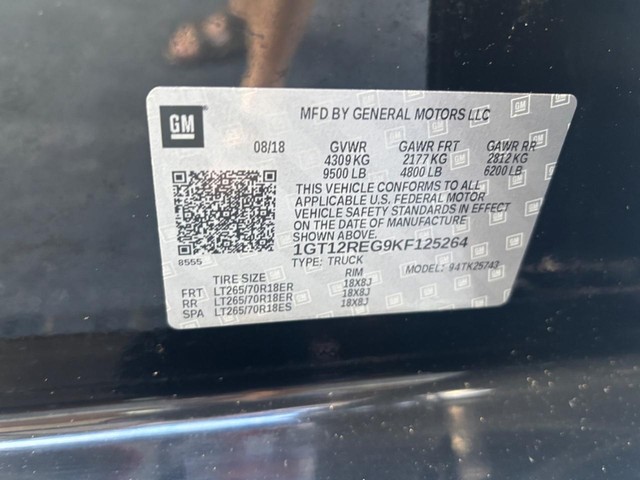 GM
MFD BY GENERAL MOTORS LLC
08/18 GVWR GAWR FRT GAWR RR
4309 KG 2177 KG 2812 KG
9500 LB 4800 LB 6200 LB
THIS VEHICLE CONFORMS TO ALL
APPLICABLE U.S. FEDERAL MOTOR
VEHICLE SAFETY STANDARDS IN EFFECT
ON THE DATE OF MANUFACTURE
SHOWN ABOVE.
1GT12REG9KF125264
8555
TYPE: TRUCK MODEL: 94TK25743
TIRE SIZE RIM
FRT LT265/70R18ER 18X8J
RR LT265/70R18ER 18X8J
SPA LT265/70R18ES 18X8J